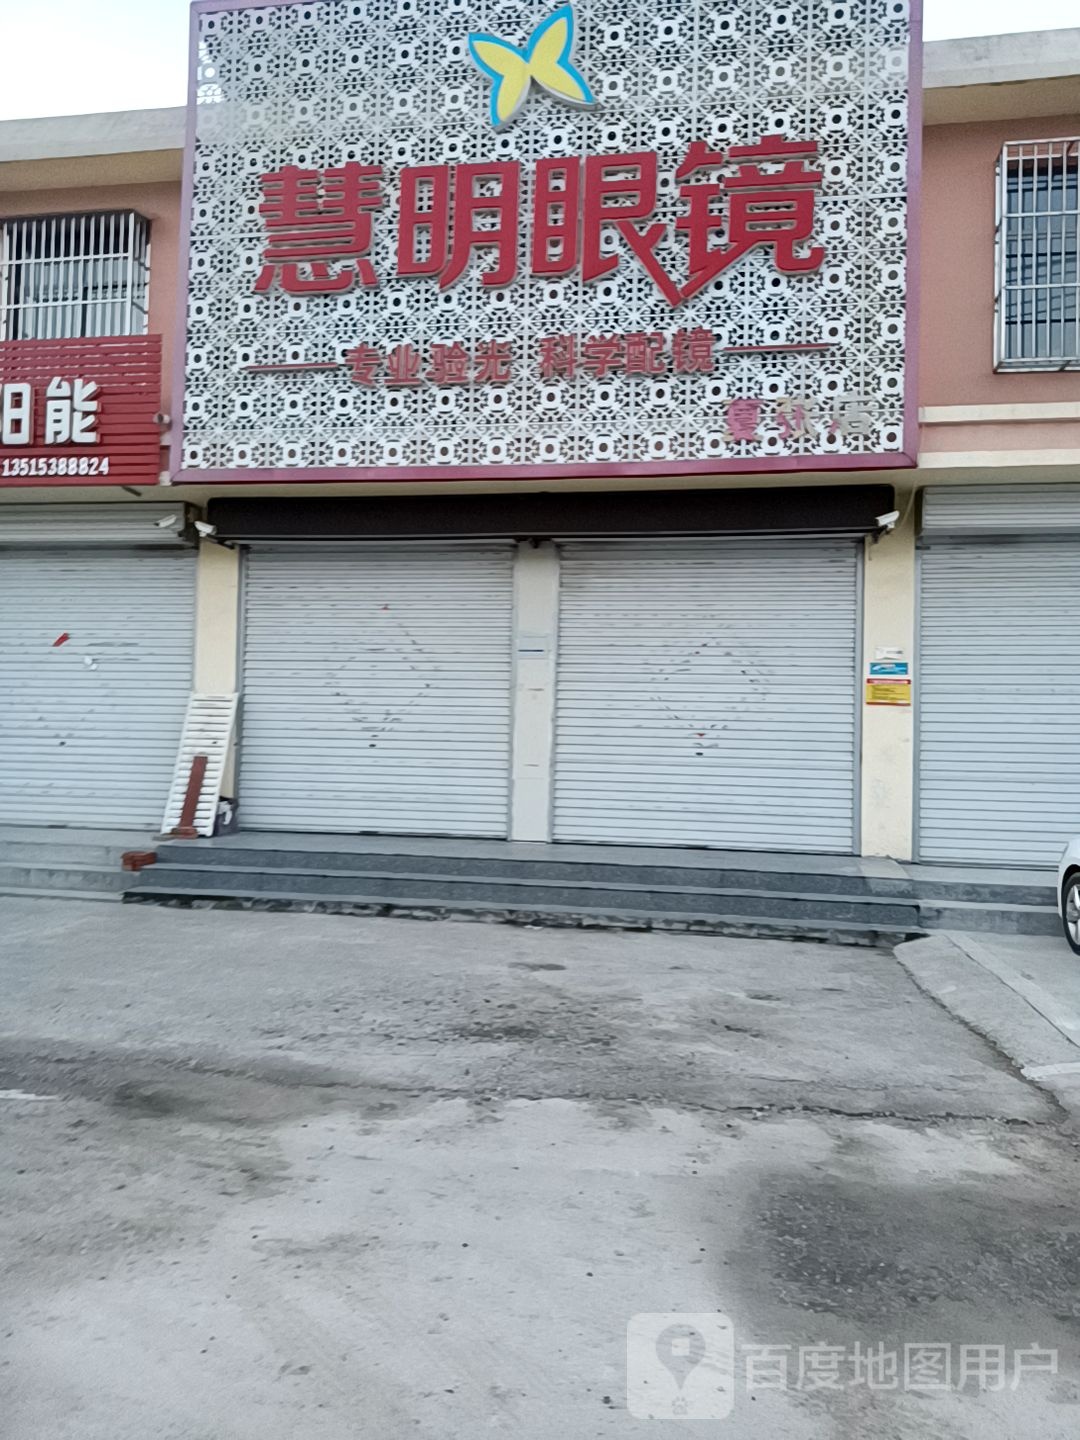 慧明眼镜
专业验光 科学配镜
阳能
13515388824
百度地图用户